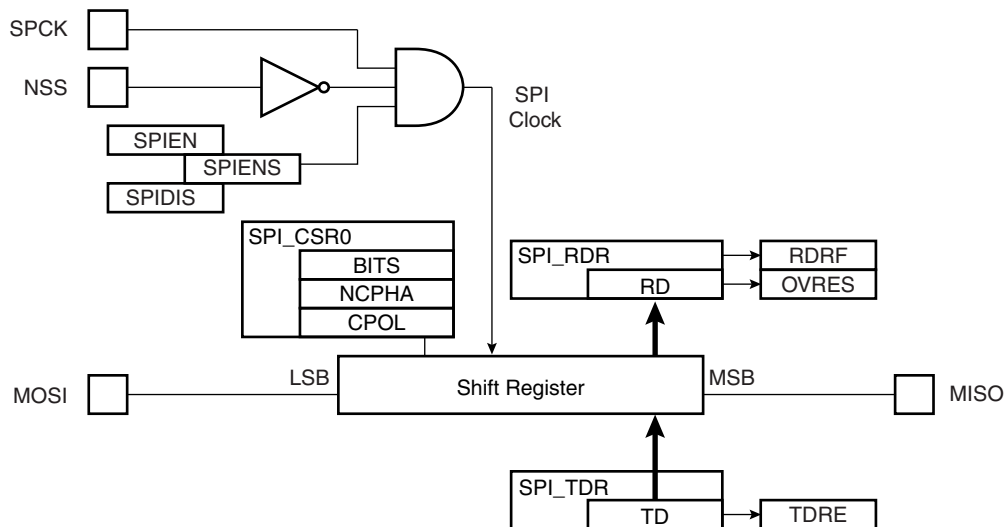 SPCK
NSS
SPI
Clock
SPIEN
SPIENS
SPIDIS
SPI_CSR0
BITS
NCPHA
CPOL
SPI_RDR
RD
RDRF
OVRES
MOSI
LSB
Shift Register
MSB
MISO
SPI_TDR
TD
TDRE